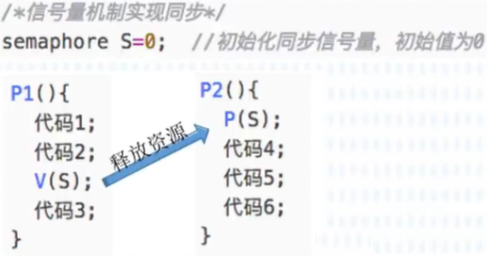 /*信号量机制实现同步*/
semaphore S=0; //初始化同步信号量，初始值为0
P1(){
代码1;
代码2;
V(S);
代码3;
}
释放资源
P2(){
P(S);
代码4;
代码5;
代码6;
}